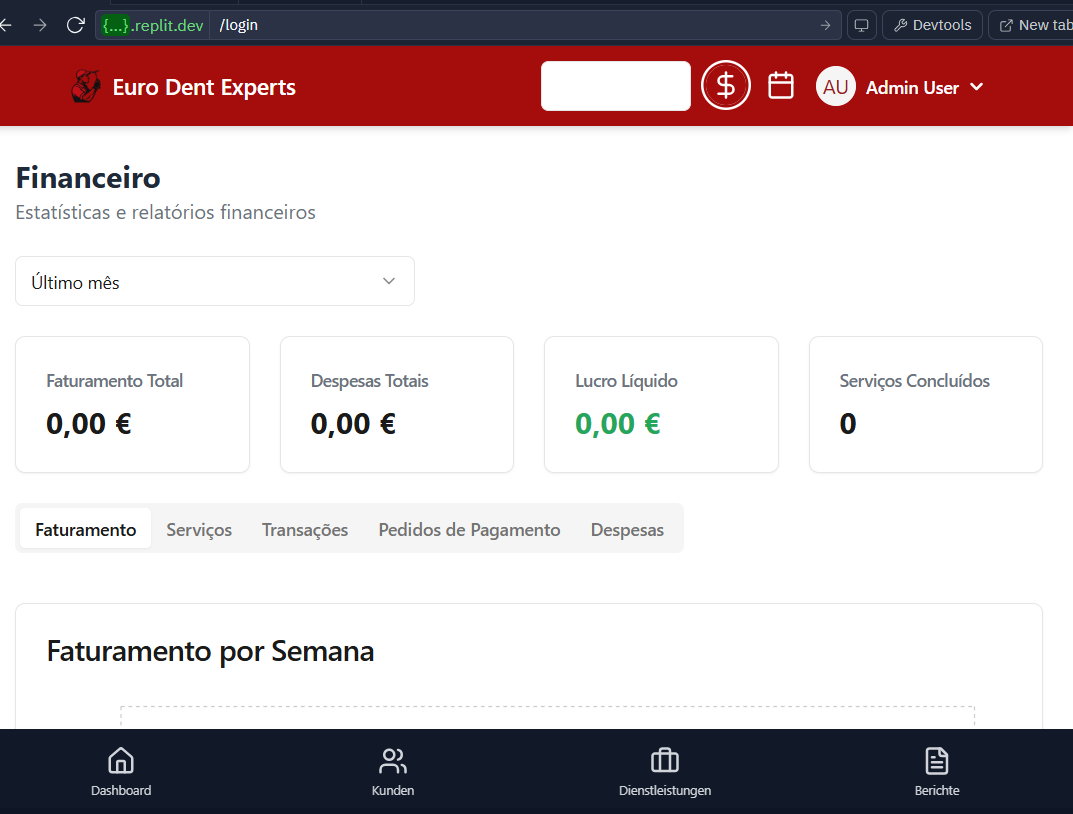 {...}.replit.dev /login
Devtools
New tab
Euro Dent Experts
$
AU
Admin User
Financeiro
Estatísticas e relatórios financeiros
Último mês
Faturamento Total
0,00 €
Despesas Totais
0,00 €
Lucro Líquido
0,00 €
Serviços Concluídos
0
Faturamento
Serviços
Transações
Pedidos de Pagamento
Despesas
Faturamento por Semana
Dashboard
Kunden
Dienstleistungen
Berichte